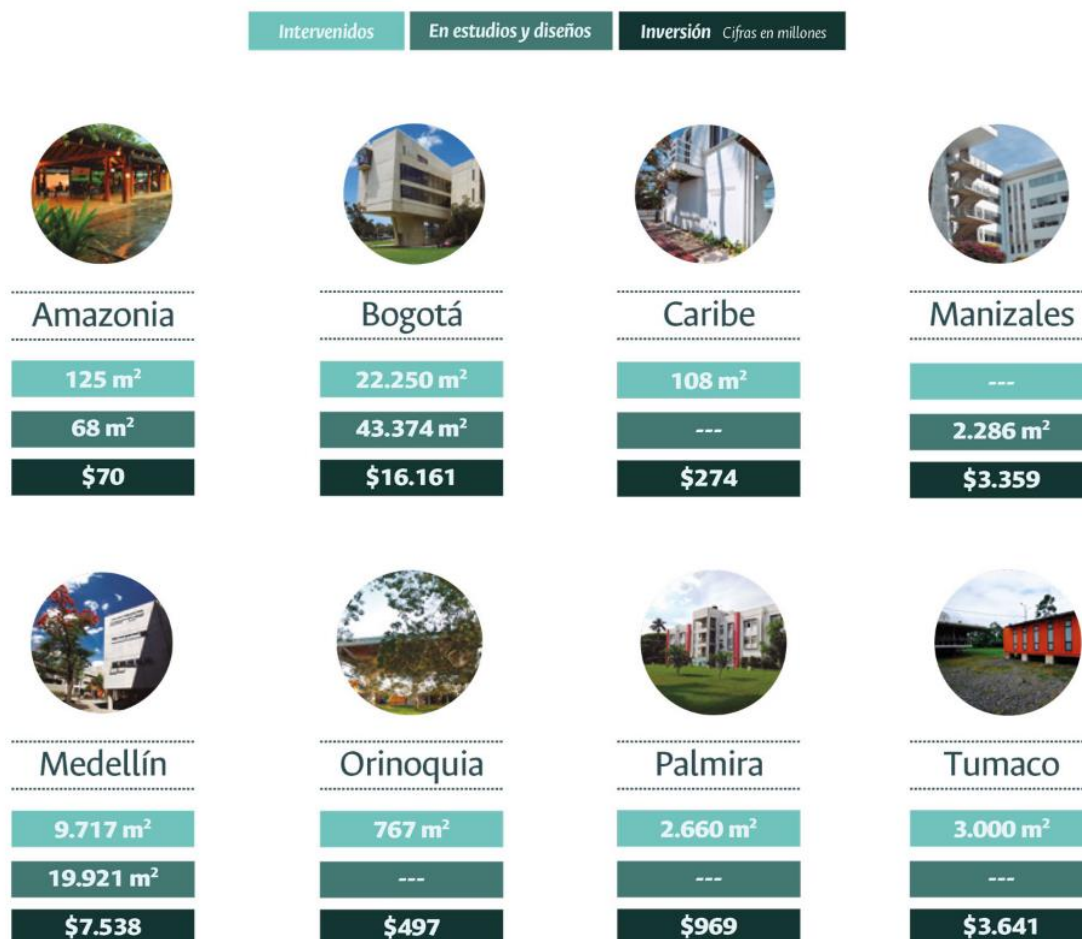 Intervenidos En estudios y diseños Inversión Cifras en millones
Amazonia Bogotá Caribe Manizales
125 m² 22.250 m² 108 m² ---
68 m² 43.374 m² --- 2.286 m²
$70 $16.161 $274 $3.359
Medellín Orinoquia Palmira Tumaco
9.717 m² 767 m² 2.660 m² 3.000 m²
19.921 m² --- --- ---
$7.538 $497 $969 $3.641